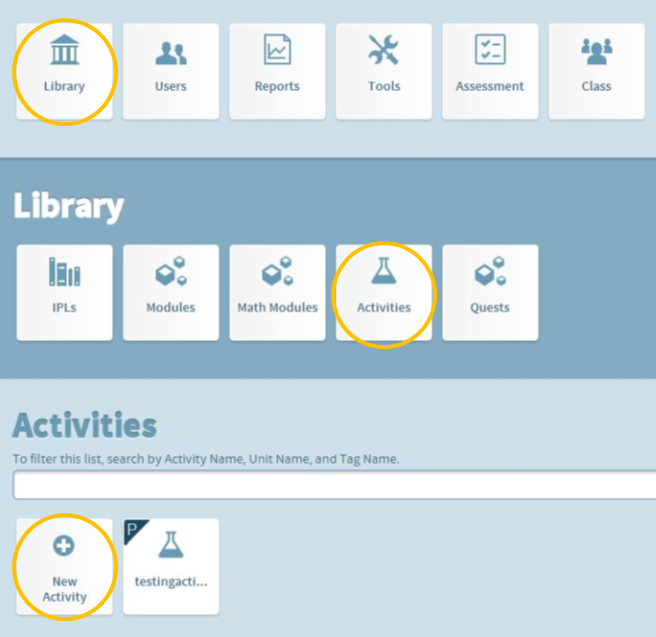 Library
Users
Reports
Tools
Assessment
Class
Library
IPLs
Modules
Math Modules
Activities
Quests
Activities
To filter this list, search by Activity Name, Unit Name, and Tag Name.
P
New
Activity
testingacti...